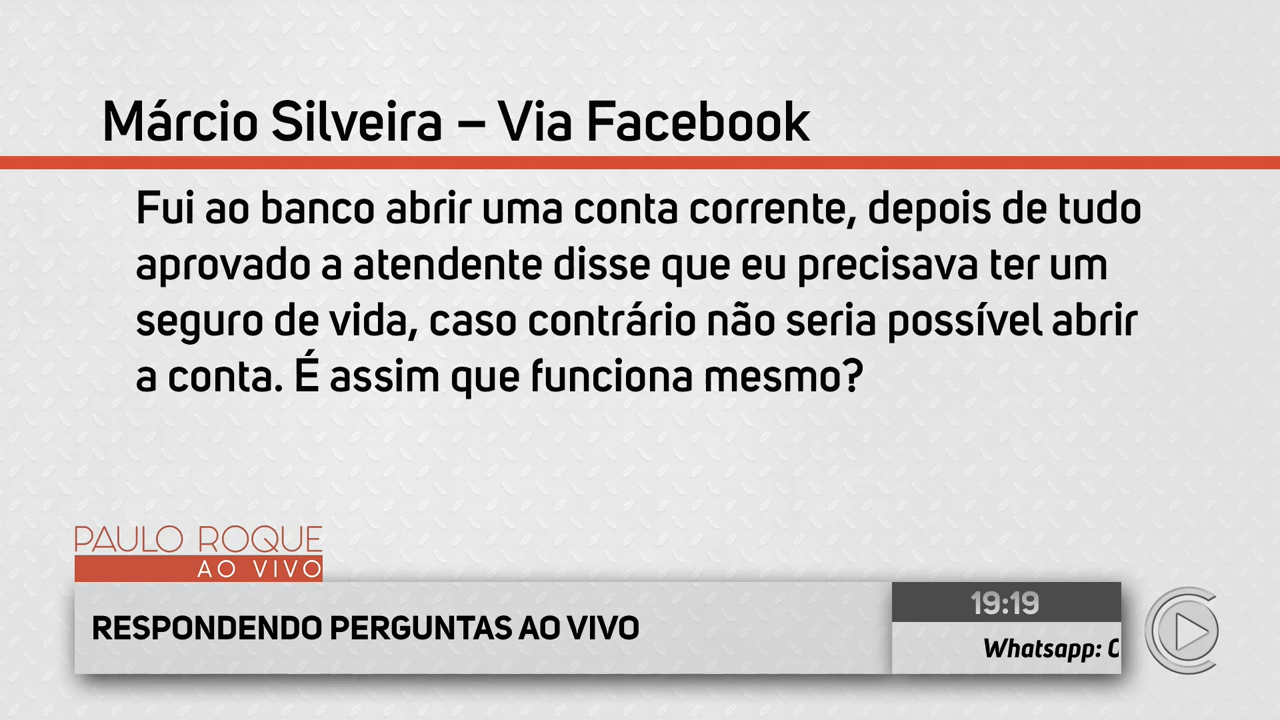 Márcio Silveira – Via Facebook
Fui ao banco abrir uma conta corrente, depois de tudo
aprovado a atendente disse que eu precisava ter um
seguro de vida, caso contrário não seria possível abrir
a conta. É assim que funciona mesmo?
PAULO ROQUE
AO VIVO
RESPONDENDO PERGUNTAS AO VIVO
19:19
Whatsapp: